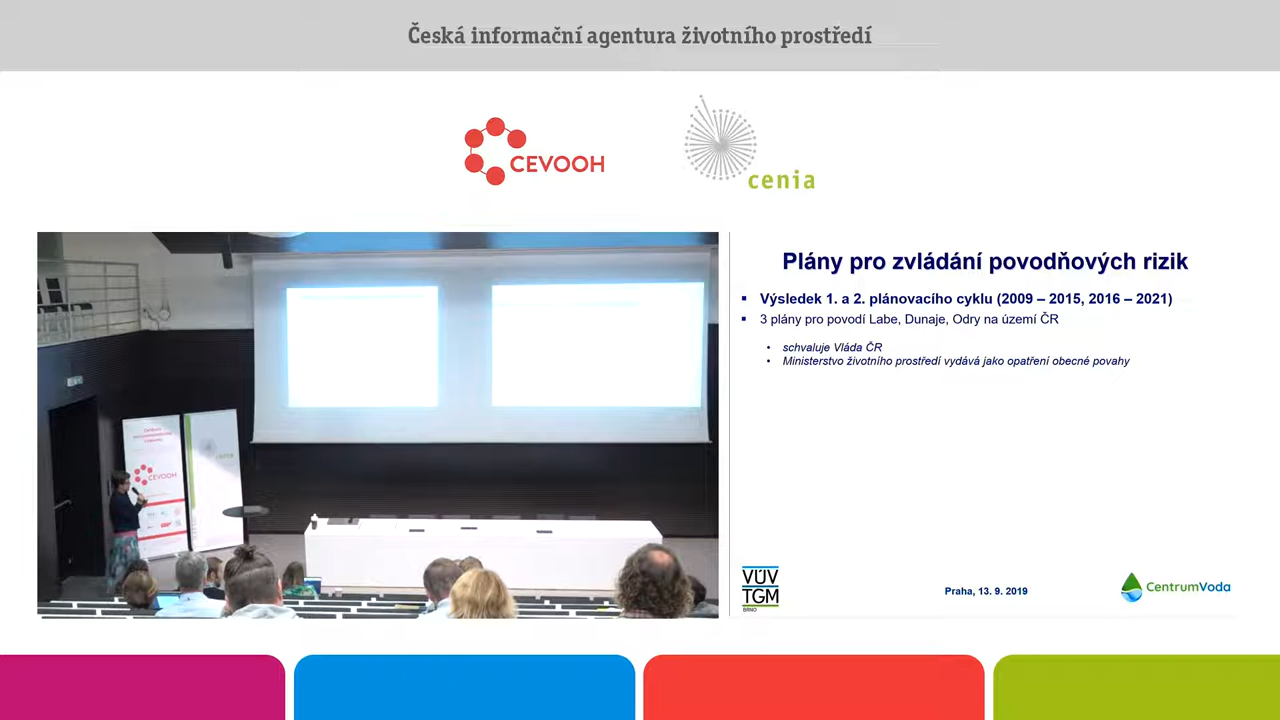 Česká informační agentura životního prostředí
CEVOOH
cenia
Plány pro zvládání povodňových rizik
▪ Výsledek 1. a 2. plánovacího cyklu (2009 – 2015, 2016 – 2021)
▪ 3 plány pro povodí Labe, Dunaje, Odry na území ČR
• schvaluje Vláda ČR
• Ministerstvo životního prostředí vydává jako opatření obecné povahy
CEVOOH
cenia
VÚV
TGM
BRNO
Praha, 13. 9. 2019
CentrumVoda